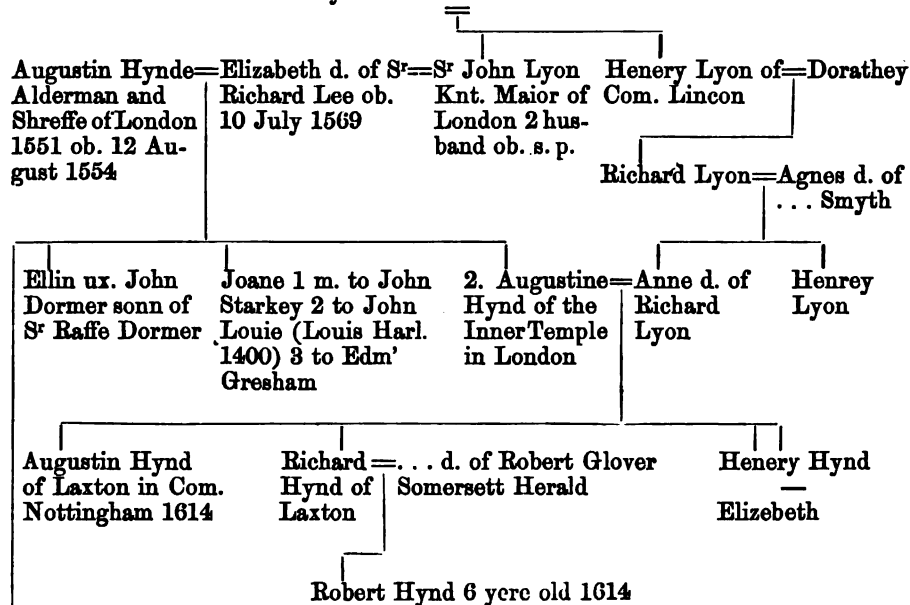 Augustin Hynde=Elizabeth d. of Sʳ=Sʳ John Lyon Henery Lyon of=Dorathey
Alderman and Richard Lee ob. Knt. Maior of Com. Lincon
Shreffe of London 10 July 1569 London 2 hus-
1551 ob. 12 Au- band ob. s. p.
gust 1554
Richard Lyon=Agnes d. of
... Smyth
Ellin ux. John Joane 1 m. to John 2. Augustine=Anne d. of Henrey
Dormer sonn of Starkey 2 to John Hynd of the Richard Lyon
Sʳ Raffe Dormer Louie (Louis Harl. Inner Temple Lyon
1400) 3 to Edm' in London
Gresham
Augustin Hynd Richard=... d. of Robert Glover Henery Hynd
of Laxton in Com. Hynd of Somersett Herald —
Nottingham 1614 Laxton Elizebeth
Robert Hynd 6 yere old 1614